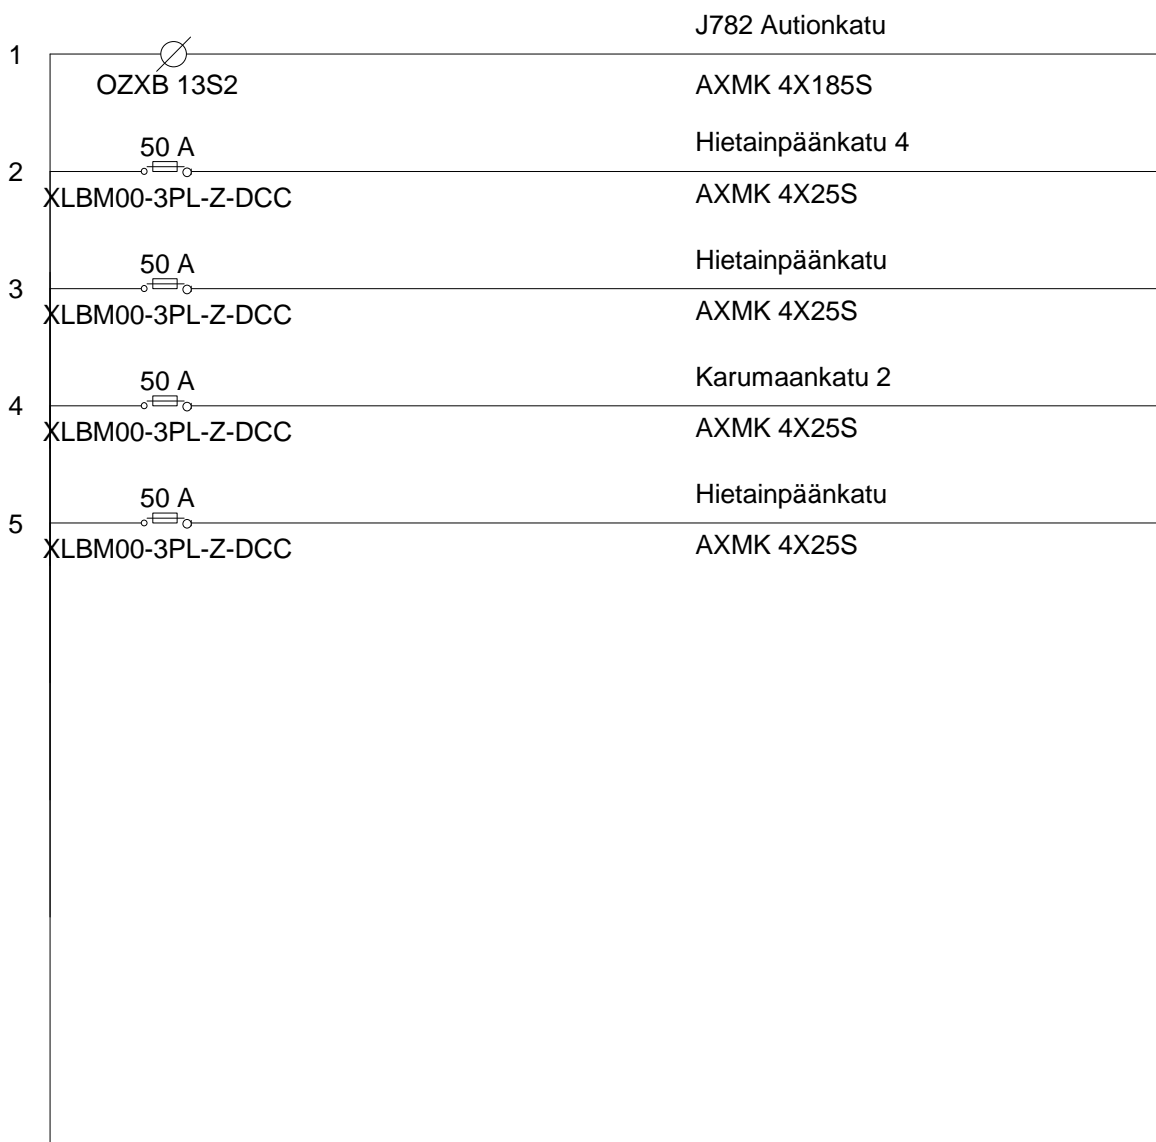 J782 Autionkatu
1
OZXB 13S2
AXMK 4X185S
50 A
Hietainpäänkatu 4
2
XLBM00-3PL-Z-DCC
AXMK 4X25S
50 A
Hietainpäänkatu
3
XLBM00-3PL-Z-DCC
AXMK 4X25S
50 A
Karumaankatu 2
4
XLBM00-3PL-Z-DCC
AXMK 4X25S
50 A
Hietainpäänkatu
5
XLBM00-3PL-Z-DCC
AXMK 4X25S